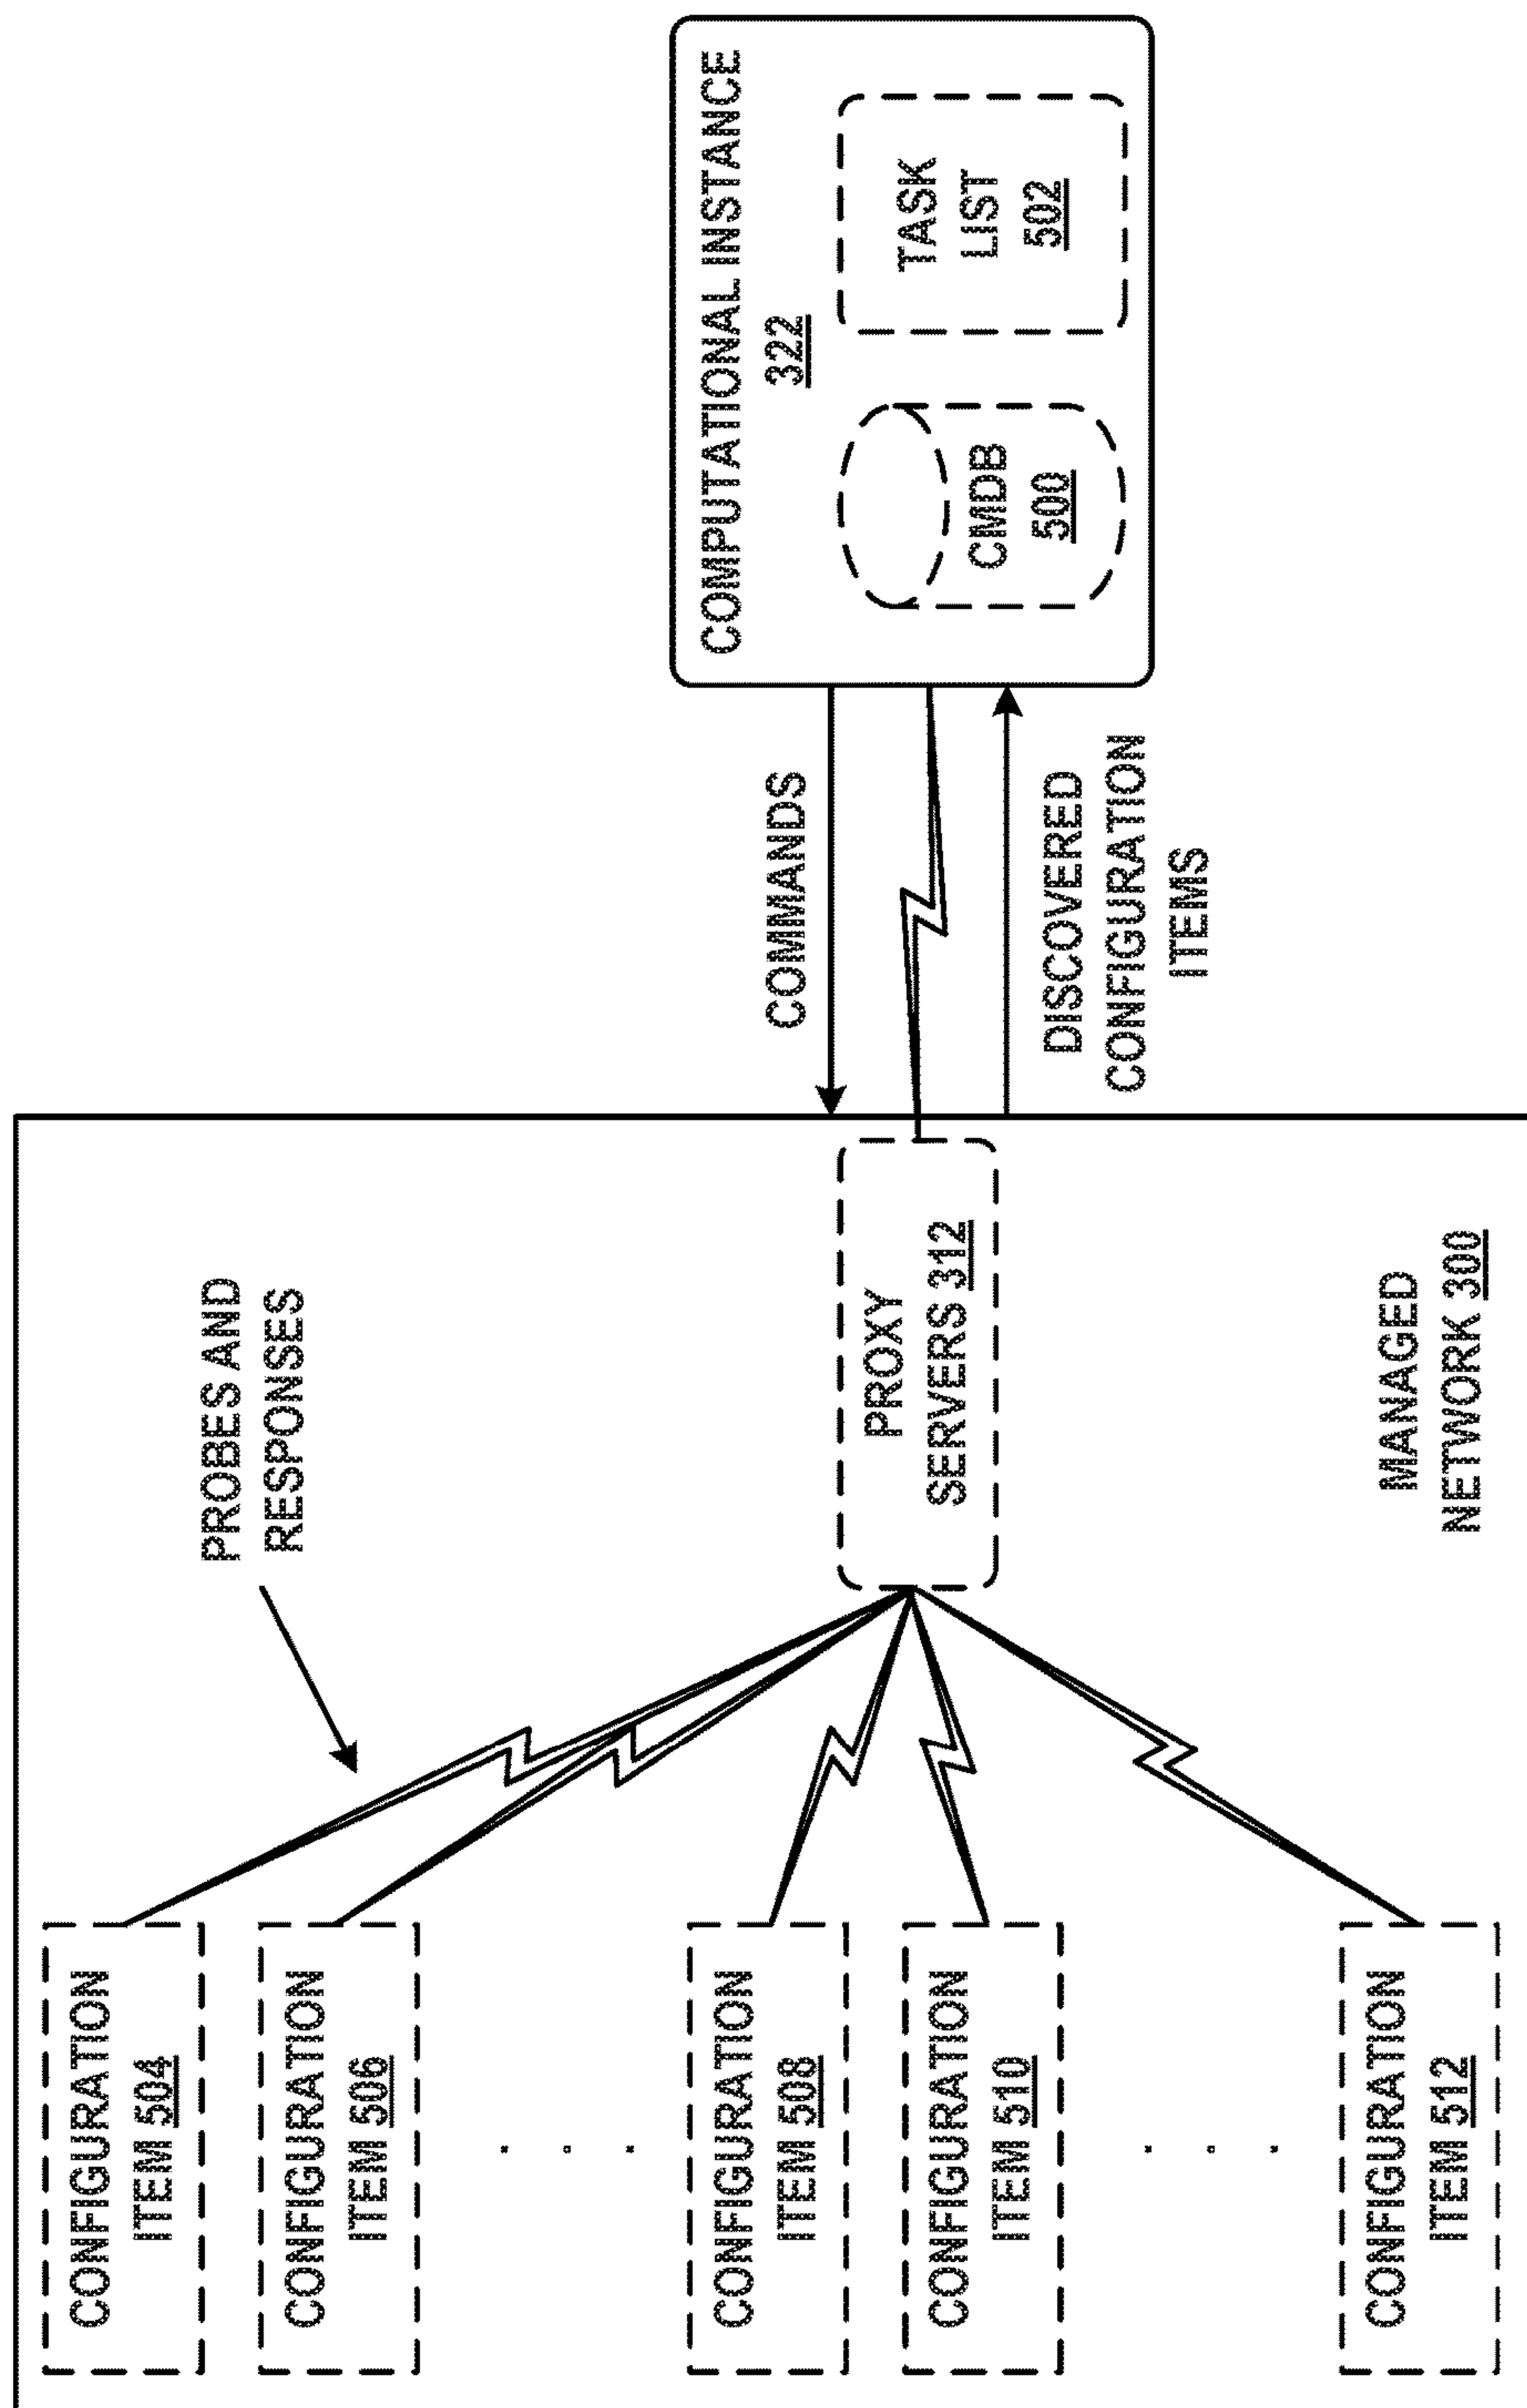 CONFIGURATION
ITEM 504
CONFIGURATION
ITEM 506
CONFIGURATION
ITEM 508
CONFIGURATION
ITEM 510
CONFIGURATION
ITEM 512
PROBES AND
RESPONSES
PROXY
SERVERS 312
MANAGED
NETWORK 300
COMMANDS
DISCOVERED
CONFIGURATION
ITEMS
COMPUTATIONAL INSTANCE
322
CMDB
500
TASK
LIST
502